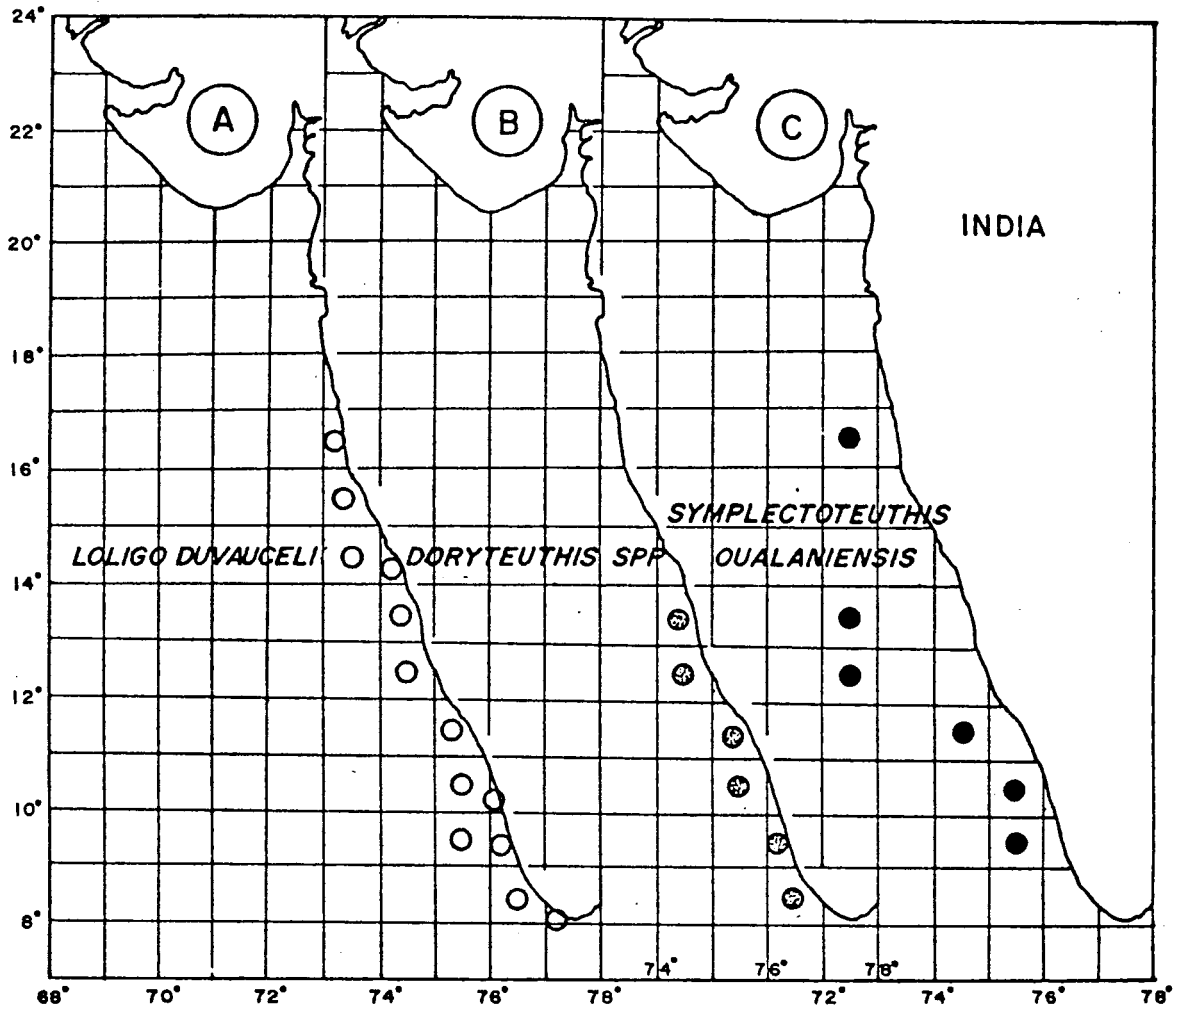 24°
A
B
C
22°
INDIA
20°
18°
16°
SYMPLECTOTEUTHIS
LOLIGO DUVAUCELI DORYTEUTHIS SPP OUALANIENSIS
14°
12°
10°
8°
74° 76° 78°
68° 70° 72° 74° 76° 78° 72° 74° 76° 78°